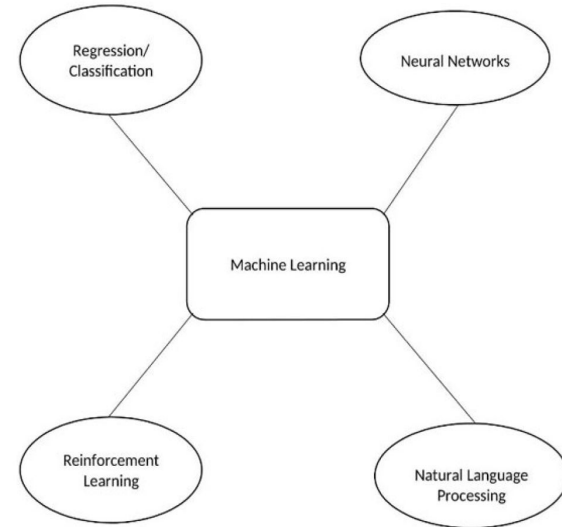 Regression/
Classification
Neural Networks
Machine Learning
Reinforcement
Learning
Natural Language
Processing